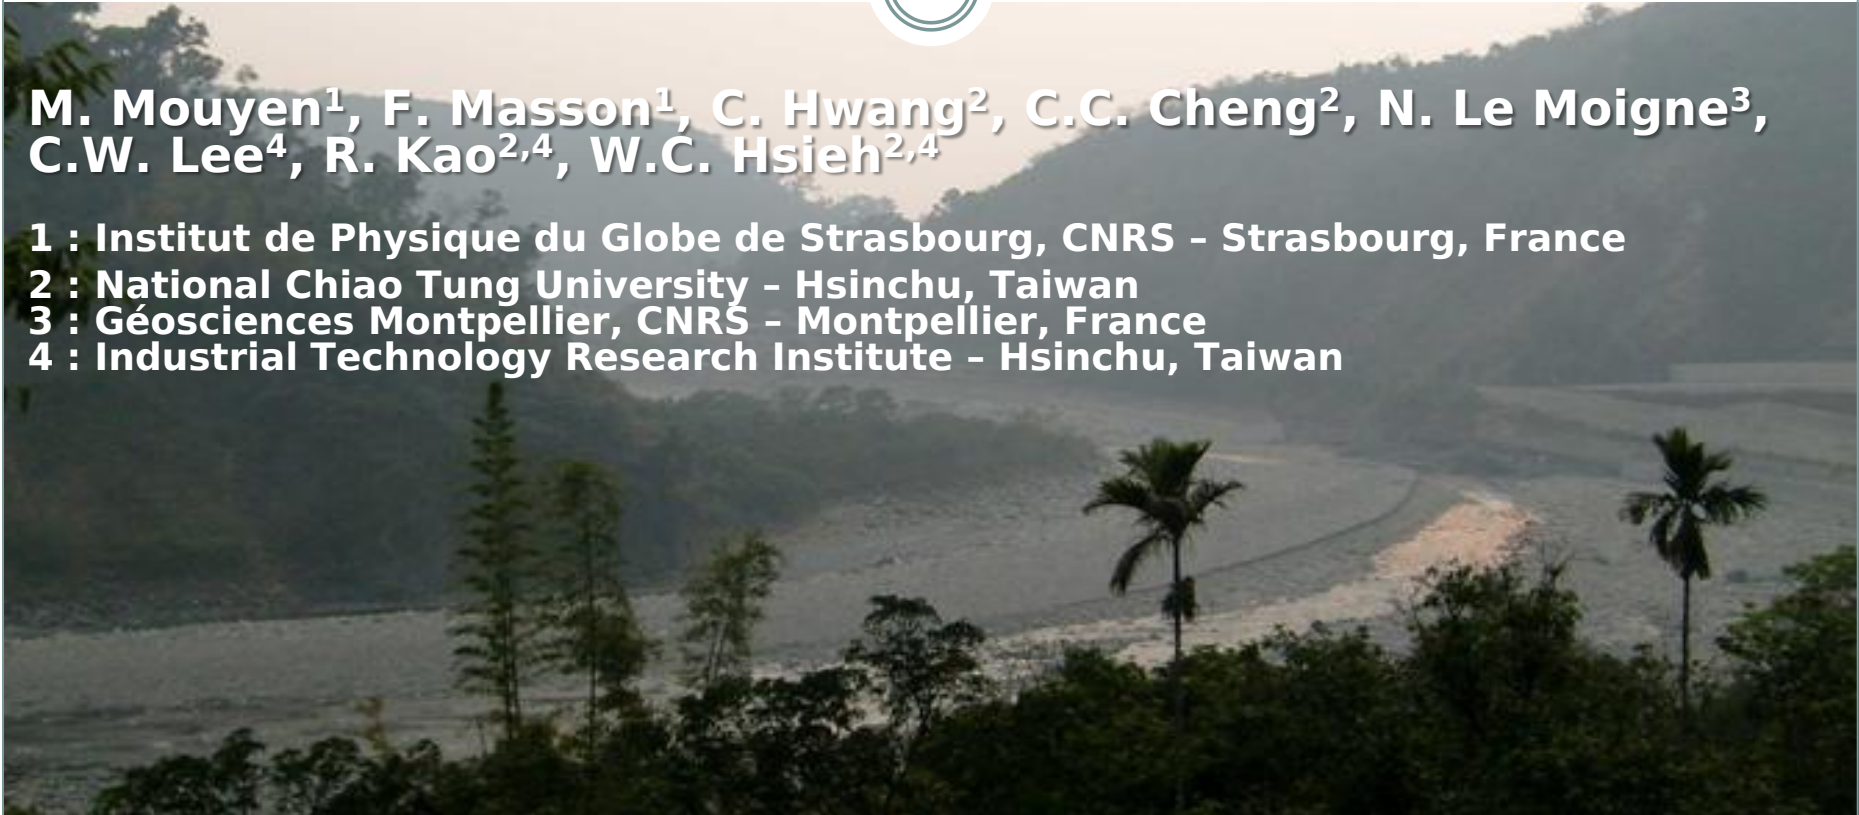 M. Mouyen¹, F. Masson¹, C. Hwang², C.C. Cheng², N. Le Moigne³,
C.W. Lee⁴, R. Kao²,⁴, W.C. Hsieh²,⁴
1 : Institut de Physique du Globe de Strasbourg, CNRS – Strasbourg, France
2 : National Chiao Tung University – Hsinchu, Taiwan
3 : Géosciences Montpellier, CNRS – Montpellier, France
4 : Industrial Technology Research Institute – Hsinchu, Taiwan